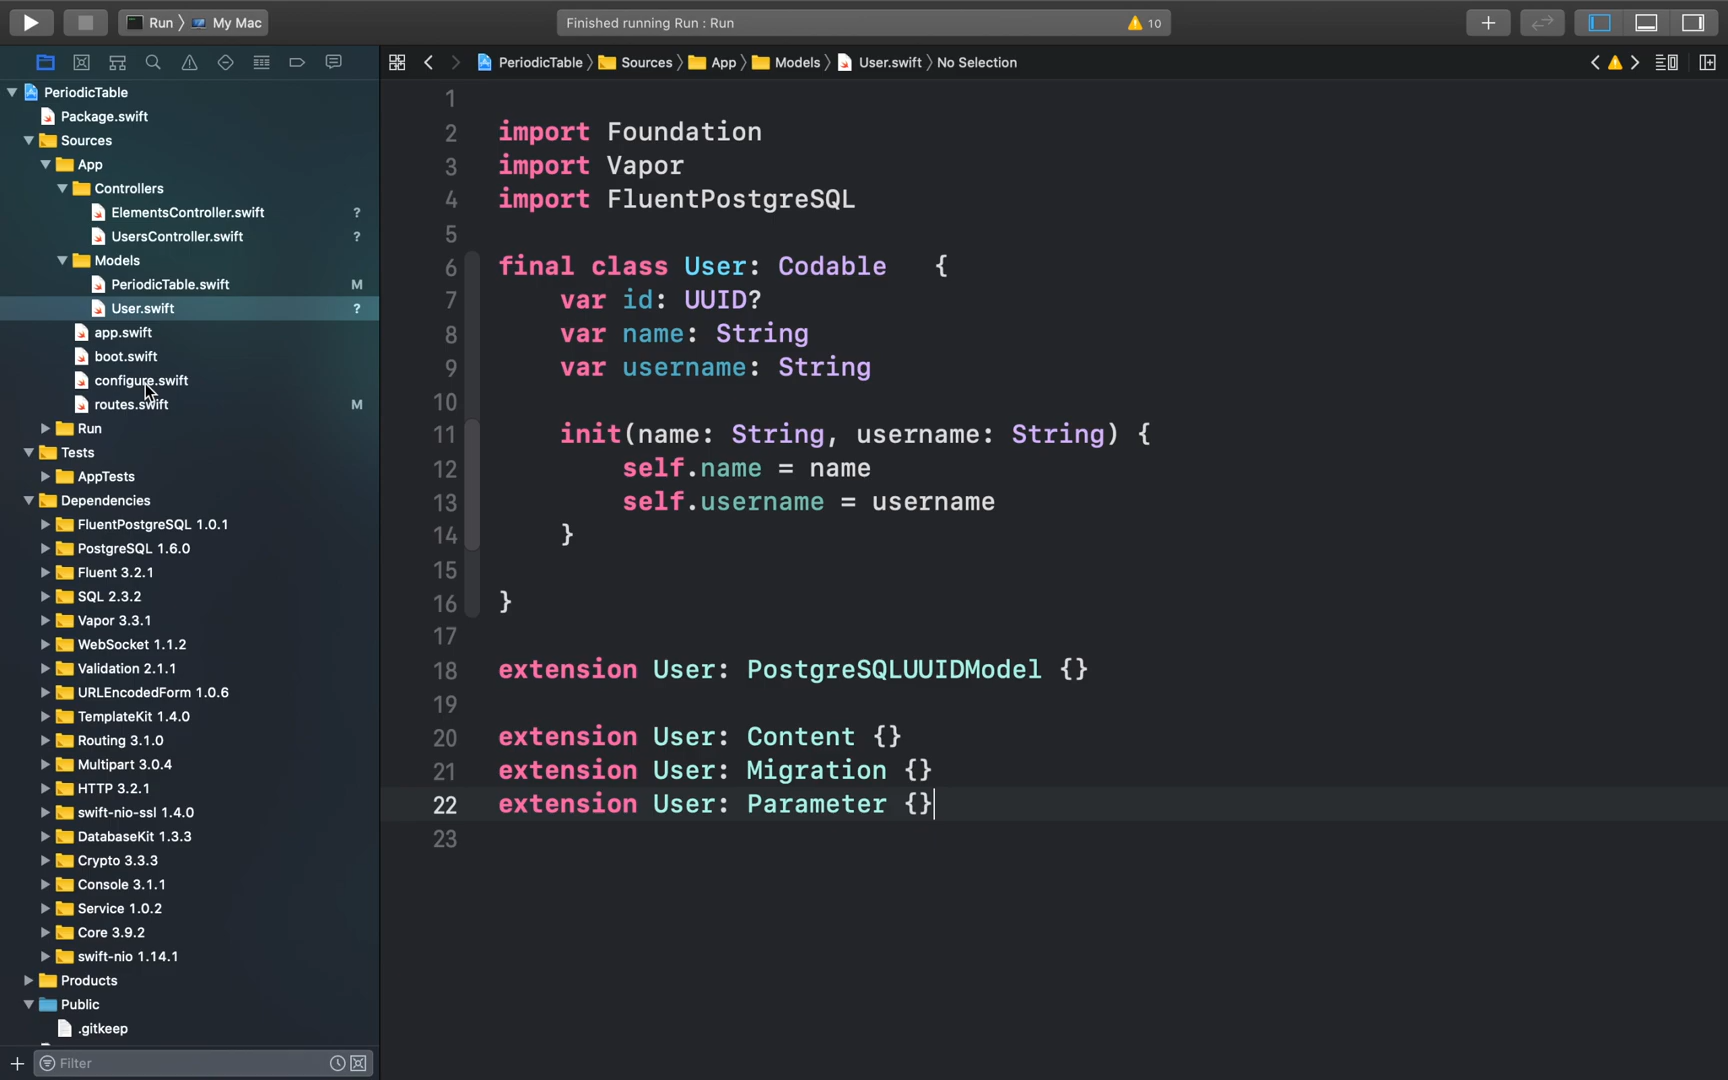 Run 〉 My Mac
Finished running Run : Run
10
PeriodicTable 〉 Sources 〉 App 〉 Models 〉 User.swift 〉 No Selection
PeriodicTable
Package.swift
Sources
App
Controllers
ElementsController.swift ?
UsersController.swift ?
Models
PeriodicTable.swift M
User.swift ?
app.swift
boot.swift
configure.swift
routes.swift M
Run
Tests
AppTests
Dependencies
FluentPostgreSQL 1.0.1
PostgreSQL 1.6.0
Fluent 3.2.1
SQL 2.3.2
Vapor 3.3.1
WebSocket 1.1.2
Validation 2.1.1
URLEncodedForm 1.0.6
TemplateKit 1.4.0
Routing 3.1.0
Multipart 3.0.4
HTTP 3.2.1
swift-nio-ssl 1.4.0
DatabaseKit 1.3.3
Crypto 3.3.3
Console 3.1.1
Service 1.0.2
Core 3.9.2
swift-nio 1.14.1
Products
Public
.gitkeep
Filter
1
2 import Foundation
3 import Vapor
4 import FluentPostgreSQL
5
6 final class User: Codable {
7 var id: UUID?
8 var name: String
9 var username: String
10
11 init(name: String, username: String) {
12 self.name = name
13 self.username = username
14 }
15
16 }
17
18 extension User: PostgreSQLUUIDModel {}
19
20 extension User: Content {}
21 extension User: Migration {}
22 extension User: Parameter {}
23